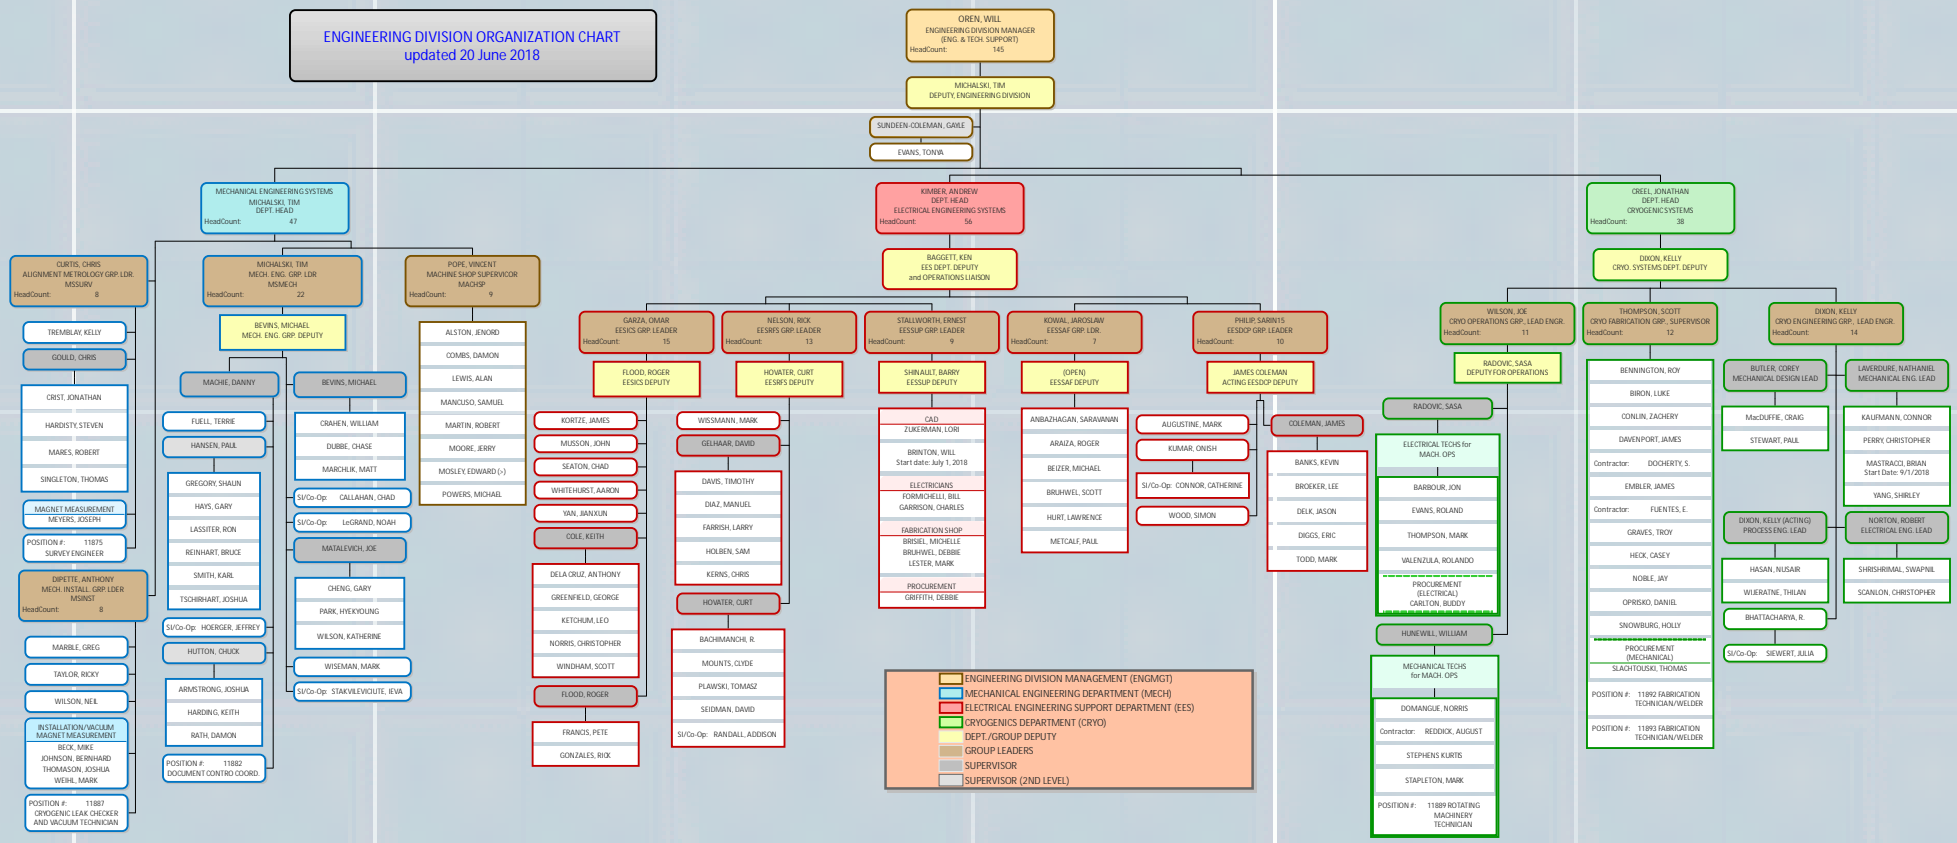 ENGINEERING DIVISION ORGANIZATION CHART
updated 20 June 2018
OREN, WILL
ENGINEERING DIVISION MANAGER
(ENG. & TECH. SUPPORT)
HeadCount: 145
MICHALSKI, TIM
DEPUTY, ENGINEERING DIVISION
SUNDEEN-COLEMAN, GAYLE
EVANS, TONYA
MECHANICAL ENGINEERING SYSTEMS
MICHALSKI, TIM
DEPT. HEAD
HeadCount: 47
CURTIS, CHRIS
ALIGNMENT METROLOGY GRP. LDR.
MSSURV
HeadCount: 8
TREMBLAY, KELLY
GOULD, CHRIS
CRIST, JONATHAN
HARDISTY, STEVEN
MARES, ROBERT
SINGLETON, THOMAS
MAGNET MEASUREMENT
MEYERS, JOSEPH
POSITION #: 11875
SURVEY ENGINEER
DIPETTE, ANTHONY
MECH. INSTALL. GRP. LDER
MSINST
HeadCount: 8
MARBLE, GREG
TAYLOR, RICKY
WILSON, NEIL
INSTALLATION/VACUUM
MAGNET MEASUREMENT
BECK, MIKE
JOHNSON, BERNHARD
THOMASON, JOSHUA
WEIHL, MARK
POSITION #: 11887
CRYOGENIC LEAK CHECKER
AND VACUUM TECHNICIAN
MICHALSKI, TIM
MECH. ENG. GRP. LDR
MSMECH
HeadCount: 22
BEVINS, MICHAEL
MECH. ENG. GRP. DEPUTY
MACHIE, DANNY
FUELL, TERRIE
HANSEN, PAUL
GREGORY, SHAUN
HAYS, GARY
LASSITER, RON
REINHART, BRUCE
SMITH, KARL
TSCHIRHART, JOSHUA
SI/Co-Op: HOERGER, JEFFREY
HUTTON, CHUCK
ARMSTRONG, JOSHUA
HARDING, KEITH
RATH, DAMON
POSITION #: 11882
DOCUMENT CONTRO COORD.
BEVINS, MICHAEL
CRAHEN, WILLIAM
DUBBE, CHASE
MARCHLIK, MATT
SI/Co-Op: CALLAHAN, CHAD
SI/Co-Op: LeGRAND, NOAH
MATALEVICH, JOE
CHENG, GARY
PARK, HYEKYOUNG
WILSON, KATHERINE
WISEMAN, MARK
SI/Co-Op: STAKVILEVICIUTE, IEVA
POPE, VINCENT
MACHINE SHOP SUPERVICOR
MACHSP
HeadCount: 9
ALSTON, JENORD
COMBS, DAMON
LEWIS, ALAN
MANCUSO, SAMUEL
MARTIN, ROBERT
MOORE, JERRY
MOSLEY, EDWARD (>)
POWERS, MICHAEL
KIMBER, ANDREW
DEPT. HEAD
ELECTRICAL ENGINEERING SYSTEMS
HeadCount: 56
BAGGETT, KEN
EES DEPT. DEPUTY
and OPERATIONS LIAISON
GARZA, OMAR
EESICS GRP. LEADER
HeadCount: 15
FLOOD, ROGER
EESICS DEPUTY
KORTZE, JAMES
MUSSON, JOHN
SEATON, CHAD
WHITEHURST, AARON
YAN, JIANXUN
COLE, KEITH
DELA CRUZ, ANTHONY
GREENFIELD, GEORGE
KETCHUM, LEO
NORRIS, CHRISTOPHER
WINDHAM, SCOTT
FLOOD, ROGER
FRANCIS, PETE
GONZALES, RICK
NELSON, RICK
EESRFS GRP. LEADER
HeadCount: 13
HOVATER, CURT
EESRFS DEPUTY
WISSMANN, MARK
GELHAAR, DAVID
DAVIS, TIMOTHY
DIAZ, MANUEL
FARRISH, LARRY
HOLBEN, SAM
KERNS, CHRIS
HOVATER, CURT
BACHIMANCHI, R.
MOUNTS, CLYDE
PLAWSKI, TOMASZ
SEIDMAN, DAVID
SI/Co-Op: RANDALL, ADDISON
STALLWORTH, ERNEST
EESSUP GRP. LEADER
HeadCount: 9
SHINAULT, BARRY
EESSUP DEPUTY
CAD
ZUKERMAN, LORI
BRINTON, WILL
Start date: July 1, 2018
ELECTRICIANS
FORMICHELLI, BILL
GARRISON, CHARLES
FABRICATION SHOP
BRISIEL, MICHELLE
BRUHWEL, DEBBIE
LESTER, MARK
PROCUREMENT
GRIFFITH, DEBBIE
KOWAL, JAROSLAW
EESSAF GRP. LDR.
HeadCount: 7
(OPEN)
EESSAF DEPUTY
ANBAZHAGAN, SARAVANAN
ARAIZA, ROGER
BEIZER, MICHAEL
BRUHWEL, SCOTT
HURT, LAWRENCE
METCALF, PAUL
PHILIP, SARIN15
EESDCP GRP. LEADER
HeadCount: 10
JAMES COLEMAN
ACTING EESDCP DEPUTY
AUGUSTINE, MARK
KUMAR, ONISH
SI/Co-Op: CONNOR, CATHERINE
WOOD, SIMON
COLEMAN, JAMES
BANKS, KEVIN
BROEKER, LEE
DELK, JASON
DIGGS, ERIC
TODD, MARK
CREEL, JONATHAN
DEPT. HEAD
CRYOGENIC SYSTEMS
HeadCount: 38
DIXON, KELLY
CRYO. SYSTEMS DEPT. DEPUTY
WILSON, JOE
CRYO OPERATIONS GRP., LEAD ENGR.
HeadCount: 11
RADOVIC, SASA
DEPUTY FOR OPERATIONS
RADOVIC, SASA
ELECTRICAL TECHS for
MACH. OPS
BARBOUR, JON
EVANS, ROLAND
THOMPSON, MARK
VALENZULA, ROLANDO
PROCUREMENT
(ELECTRICAL)
CARLTON, BUDDY
HUNEWILL, WILLIAM
MECHANICAL TECHS
for MACH. OPS
DOMANGUE, NORRIS
Contractor: REDDICK, AUGUST
STEPHENS KURTIS
STAPLETON, MARK
POSITION #: 11889 ROTATING
MACHINERY
TECHNICIAN
THOMPSON, SCOTT
CRYO FABRICATION GRP., SUPERVISOR
HeadCount: 12
BENNINGTON, ROY
BIRON, LUKE
CONLIN, ZACHERY
DAVENPORT, JAMES
Contractor: DOCHERTY, S.
EMBLER, JAMES
Contractor: FUENTES, E.
GRAVES, TROY
HECK, CASEY
NOBLE, JAY
OPRISKO, DANIEL
SNOWBURG, HOLLY
PROCUREMENT
(MECHANICAL)
SLACHTOUSKI, THOMAS
POSITION #: 11892 FABRICATION
TECHNICIAN/WELDER
POSITION #: 11893 FABRICATION
TECHNICIAN/WELDER
DIXON, KELLY
CRYO ENGINEERING GRP., LEAD ENGR.
HeadCount: 14
BUTLER, COREY
MECHANICAL DESIGN LEAD
MacDUFFIE, CRAIG
STEWART, PAUL
LAVERDURE, NATHANIEL
MECHANICAL ENG. LEAD
KAUFMANN, CONNOR
PERRY, CHRISTOPHER
MASTRACCI, BRIAN
Start Date: 9/1/2018
YANG, SHIRLEY
DIXON, KELLY (ACTING)
PROCESS ENG. LEAD
HASAN, NUSAIR
WIJERATNE, THILAN
BHATTACHARYA, R.
SI/Co-Op: SIEWERT, JULIA
NORTON, ROBERT
ELECTRICAL ENG. LEAD
SHRISHRIMAL, SWAPNIL
SCANLON, CHRISTOPHER
ENGINEERING DIVISION MANAGEMENT (ENGMGT)
MECHANICAL ENGINEERING DEPARTMENT (MECH)
ELECTRICAL ENGINEERING SUPPORT DEPARTMENT (EES)
CRYOGENICS DEPARTMENT (CRYO)
DEPT./GROUP DEPUTY
GROUP LEADERS
SUPERVISOR
SUPERVISOR (2ND LEVEL)